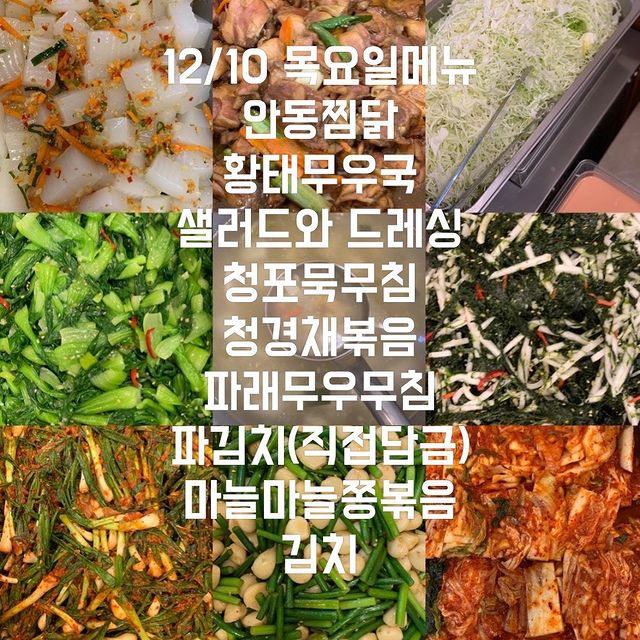 12/10 목요일메뉴
안동찜닭
황태무우국
샐러드와 드레싱
청포묵무침
청경채볶음
파래무우무침
파김치(직접담금)
마늘마늘쫑볶음
김치